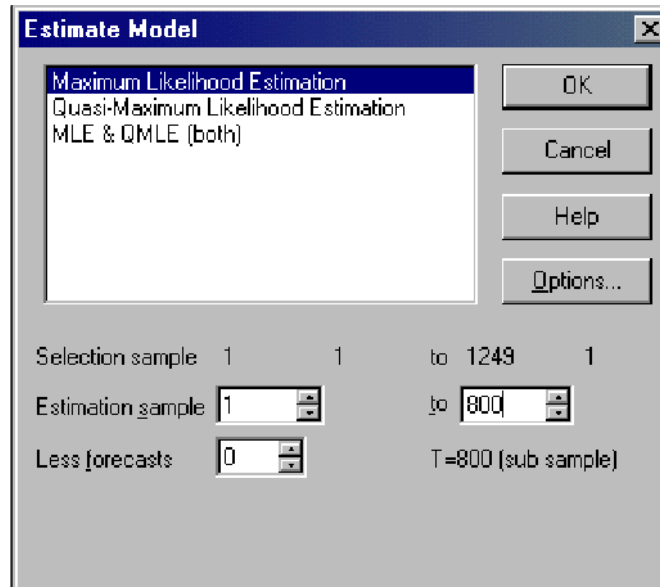 Estimate Model
Maximum Likelihood Estimation
Quasi-Maximum Likelihood Estimation
MLE & QMLE (both)
OK
Cancel
Help
Options...
Selection sample 1 1 to 1249 1
Estimation sample 1 to 800
Less forecasts 0 T=800 (sub sample)